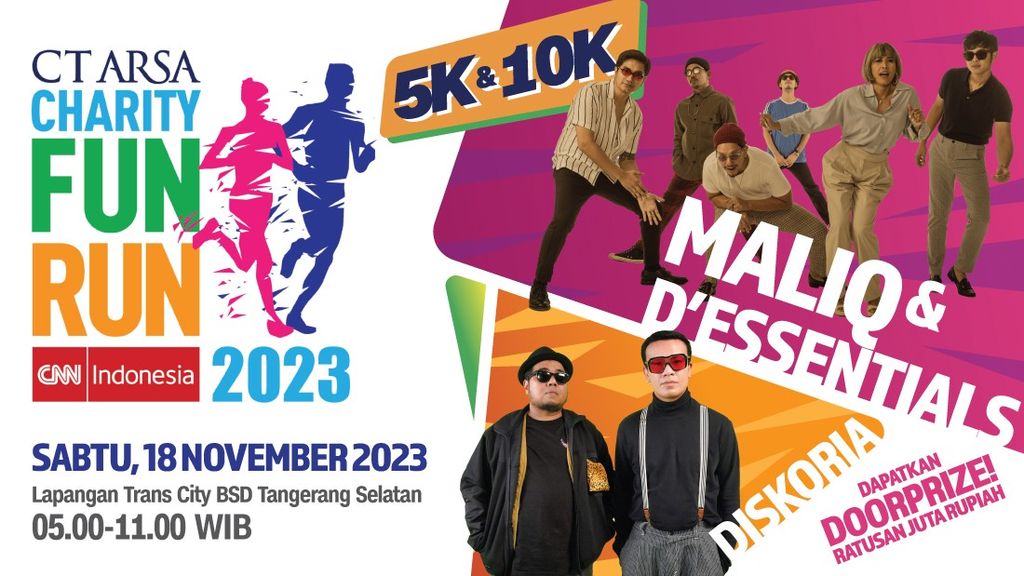 CT ARSA
CHARITY
FUN
RUN
CNN Indonesia
2023
SABTU, 18 NOVEMBER 2023
Lapangan Trans City BSD Tangerang Selatan
05.00-11.00 WIB
5K & 10K
MALIQ &
D'ESSENTIALS
DISKORIA
DAPATKAN
DOORPRIZE!
RATUSAN JUTA RUPIAH